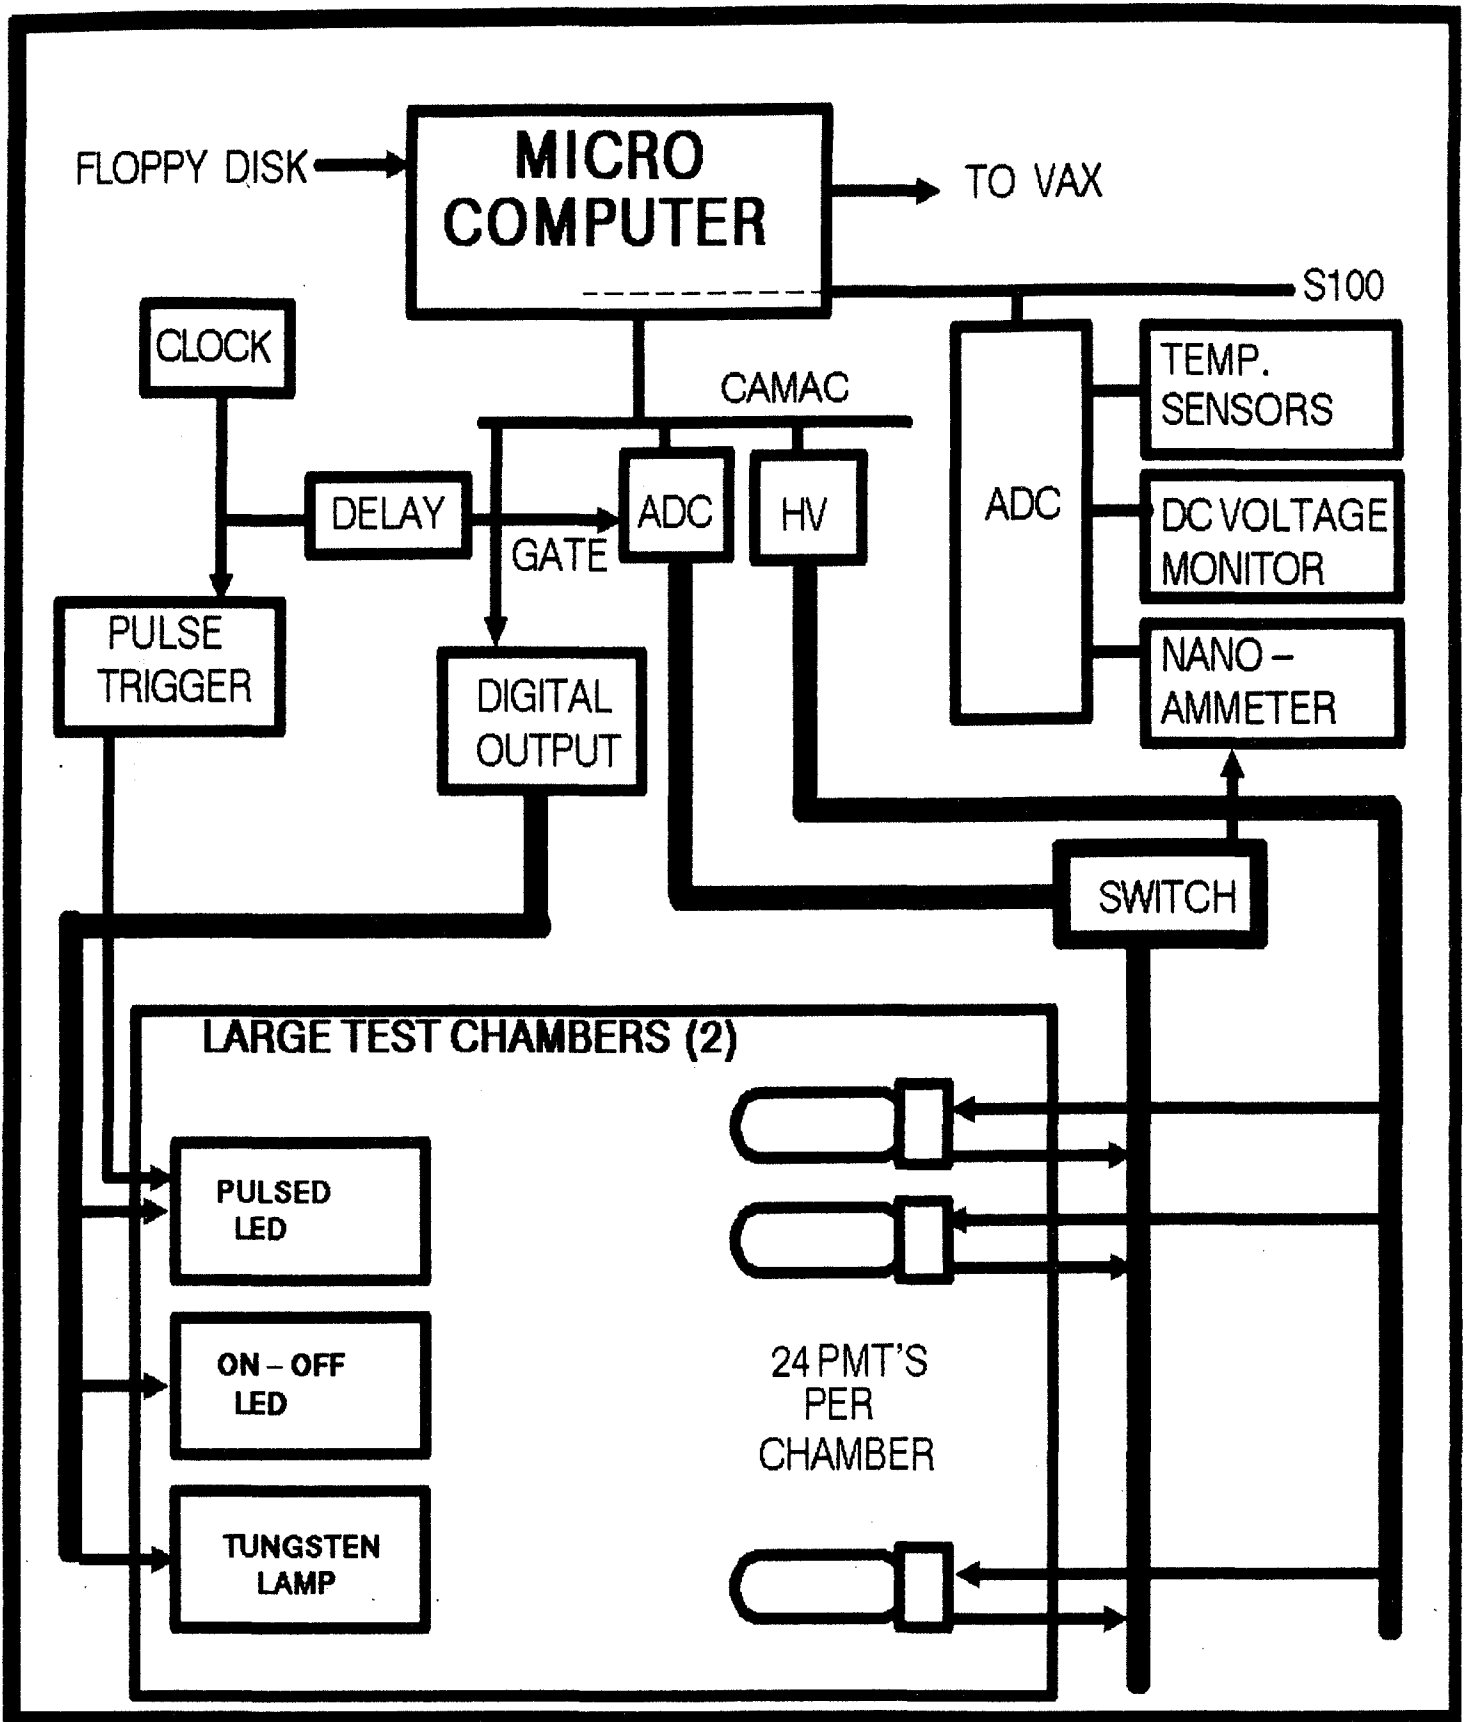 MICRO
COMPUTER
FLOPPY DISK
TO VAX
S100
CLOCK
CAMAC
TEMP.
SENSORS
DELAY
GATE
ADC
HV
ADC
DC VOLTAGE
MONITOR
PULSE
TRIGGER
DIGITAL
OUTPUT
NANO –
AMMETER
SWITCH
LARGE TEST CHAMBERS (2)
PULSED
LED
ON – OFF
LED
24 PMT'S
PER
CHAMBER
TUNGSTEN
LAMP